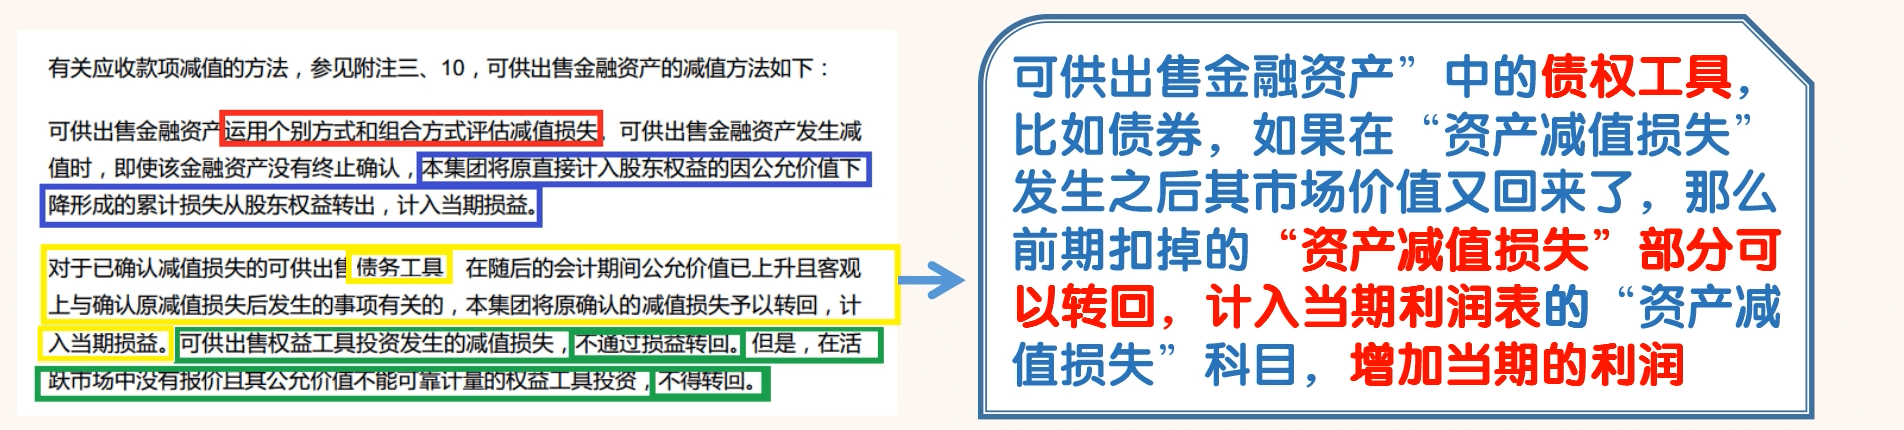 有关应收款项减值的方法，参见附注三、10，可供出售金融资产的减值方法如下：
可供出售金融资产运用个别方式和组合方式评估减值损失。可供出售金融资产发生减
值时，即使该金融资产没有终止确认，本集团将原直接计入股东权益的因公允价值下
降形成的累计损失从股东权益转出，计入当期损益。
对于已确认减值损失的可供出售债务工具 在随后的会计期间公允价值已上升且客观
上与确认原减值损失后发生的事项有关的，本集团将原确认的减值损失予以转回，计
入当期损益。可供出售权益工具投资发生的减值损失，不通过损益转回。但是，在活
跃市场中没有报价且其公允价值不能可靠计量的权益工具投资，不得转回。
可供出售金融资产”中的债权工具，
比如债券，如果在“资产减值损失”
发生之后其市场价值又回来了，那么
前期扣掉的“资产减值损失”部分可
以转回，计入当期利润表的“资产减
值损失”科目，增加当期的利润